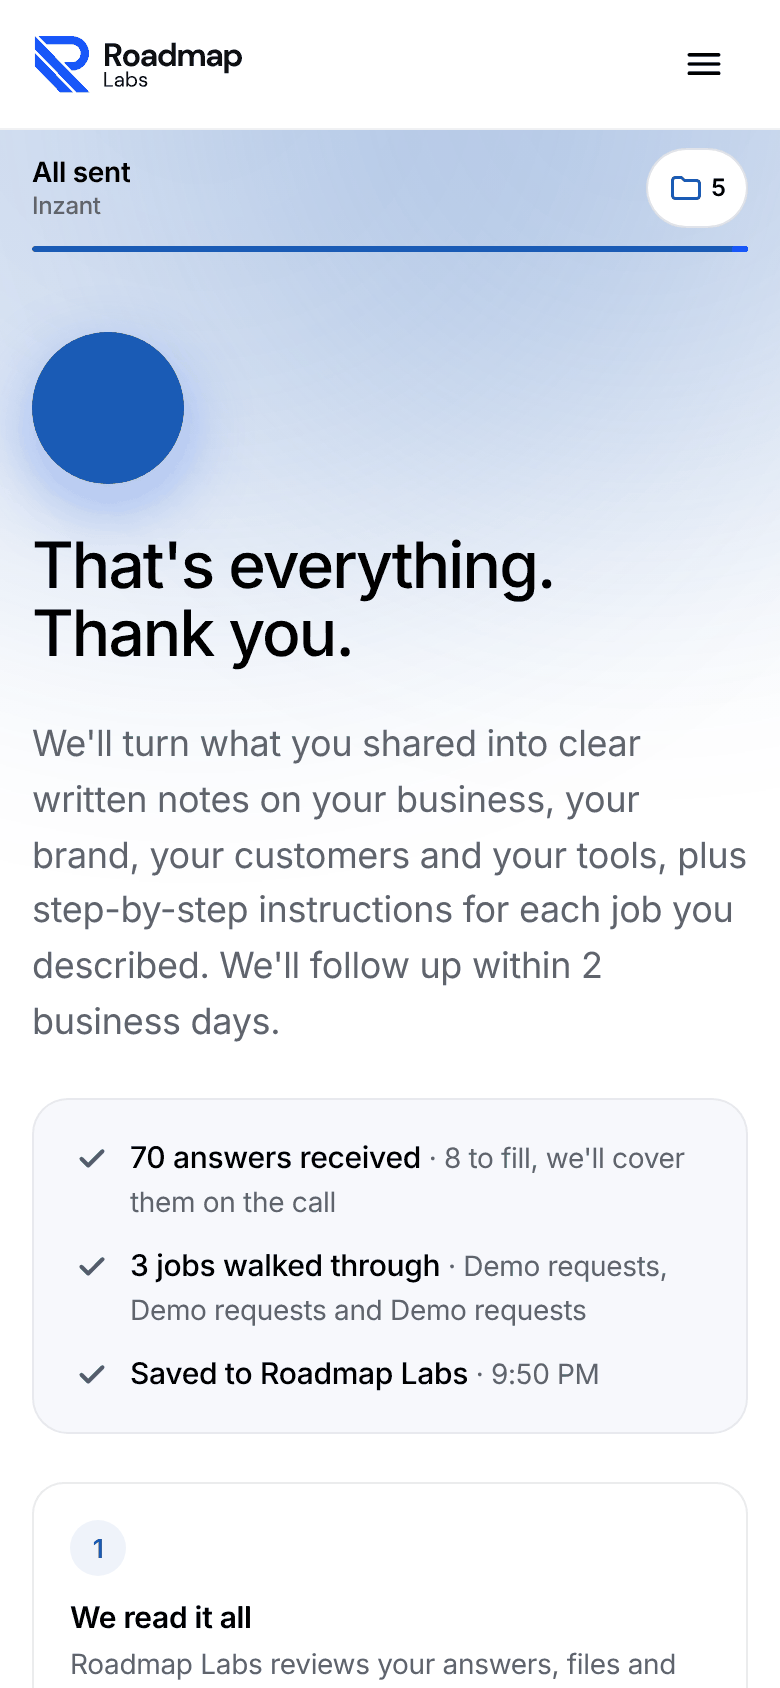 Roadmap
Labs
All sent
Inzant
5
That's everything.
Thank you.
We'll turn what you shared into clear
written notes on your business, your
brand, your customers and your tools, plus
step-by-step instructions for each job you
described. We'll follow up within 2
business days.
70 answers received · 8 to fill, we'll cover
them on the call
3 jobs walked through · Demo requests,
Demo requests and Demo requests
Saved to Roadmap Labs · 9:50 PM
1
We read it all
Roadmap Labs reviews your answers, files and